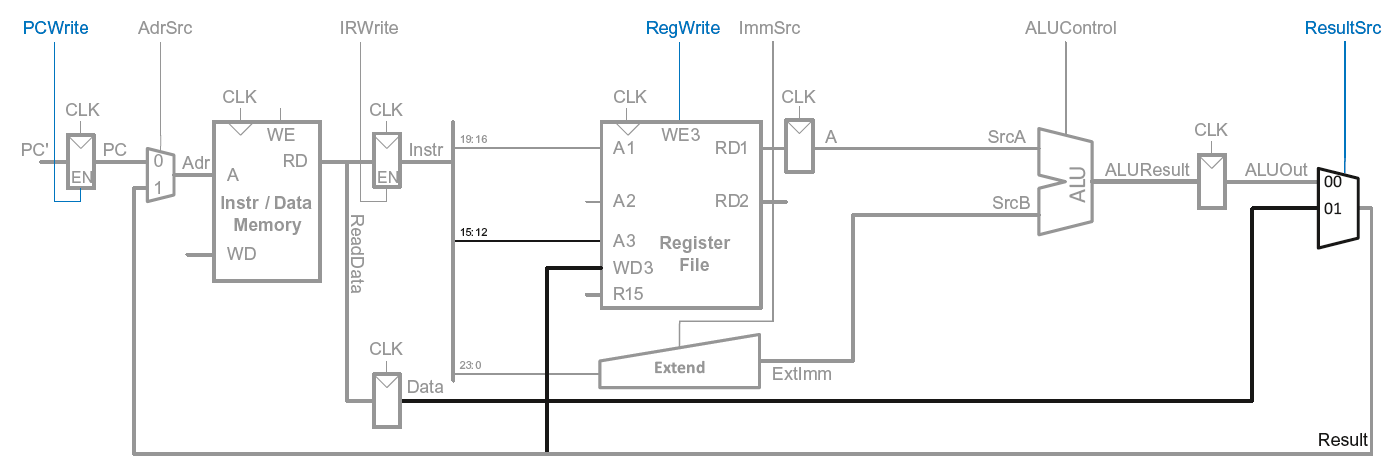 PCWrite AdrSrc IRWrite RegWrite ImmSrc ALUControl ResultSrc
CLK CLK CLK CLK CLK CLK
PC' PC EN
0 1 Adr
WE RD A
Instr / Data
Memory
WD
EN Instr
ReadData
19:16
15:12
23:0
A1 WE3 RD1
A2 RD2
A3
WD3
R15
Register
File
A SrcA
SrcB
ALU
ALUResult ALUOut
00
01
Extend
ExtImm
CLK
Data
Result